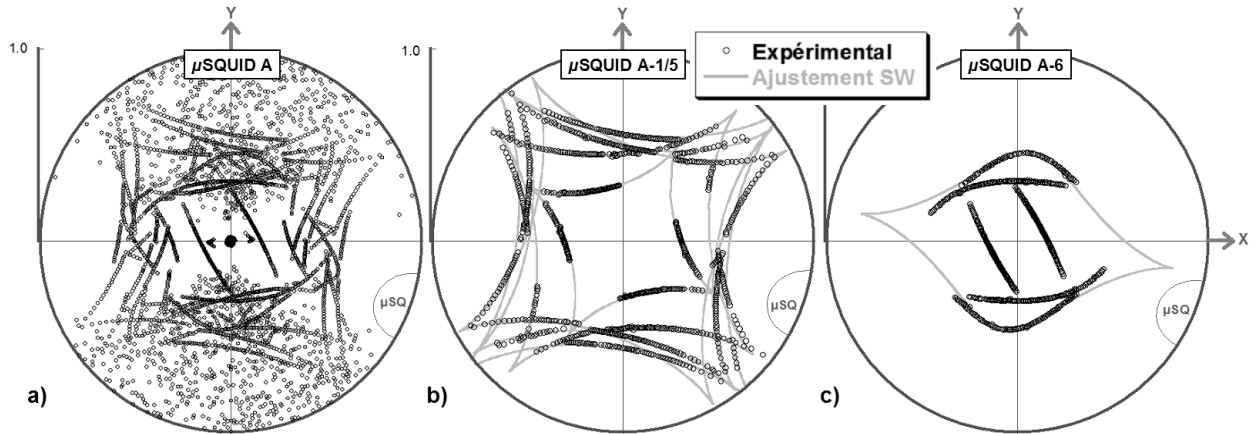 Y
1.0
µSQUID A
µSQ
a)
Y
1.0
µSQUID A-1/5
µSQ
b)
Expérimental
Ajustement SW
Y
µSQUID A-6
X
µSQ
c)